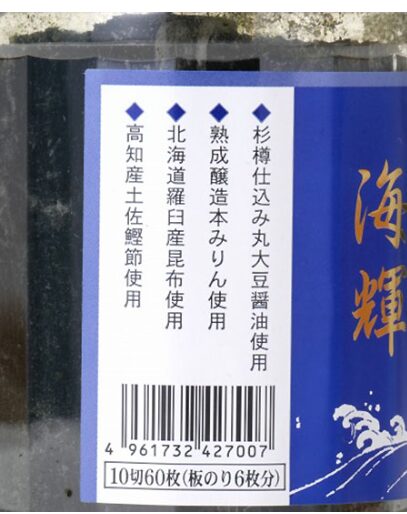 ◆杉樽仕込み丸大豆醤油使用
◆熟成醸造本みりん使用
◆北海道羅臼産昆布使用
◆高知産土佐鰹節使用
海輝
4 961732 427007
10切60枚(板のり6枚分)